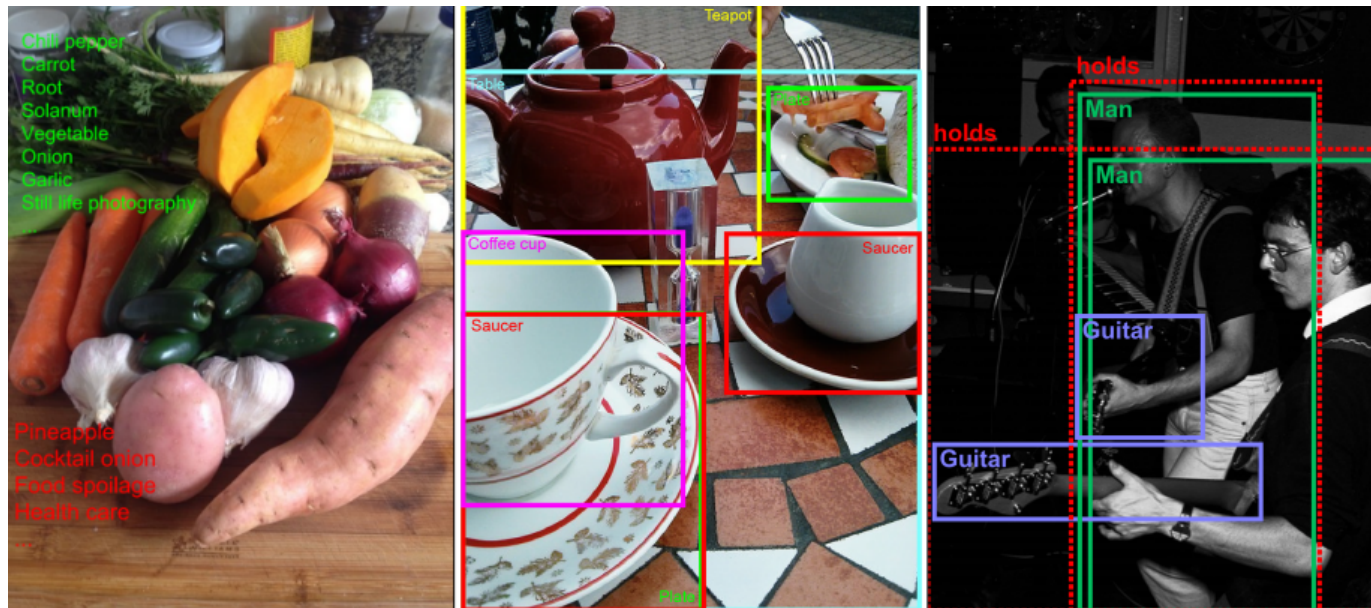 Chili pepper
Carrot
Root
Solanum
Vegetable
Onion
Garlic
Still life photography
Pineapple
Cocktail onion
Food spoilage
Health care
...
Teapot
Table
Plate
Coffee cup
Saucer
Saucer
Plate
holds
Man
holds
Man
Guitar
Guitar